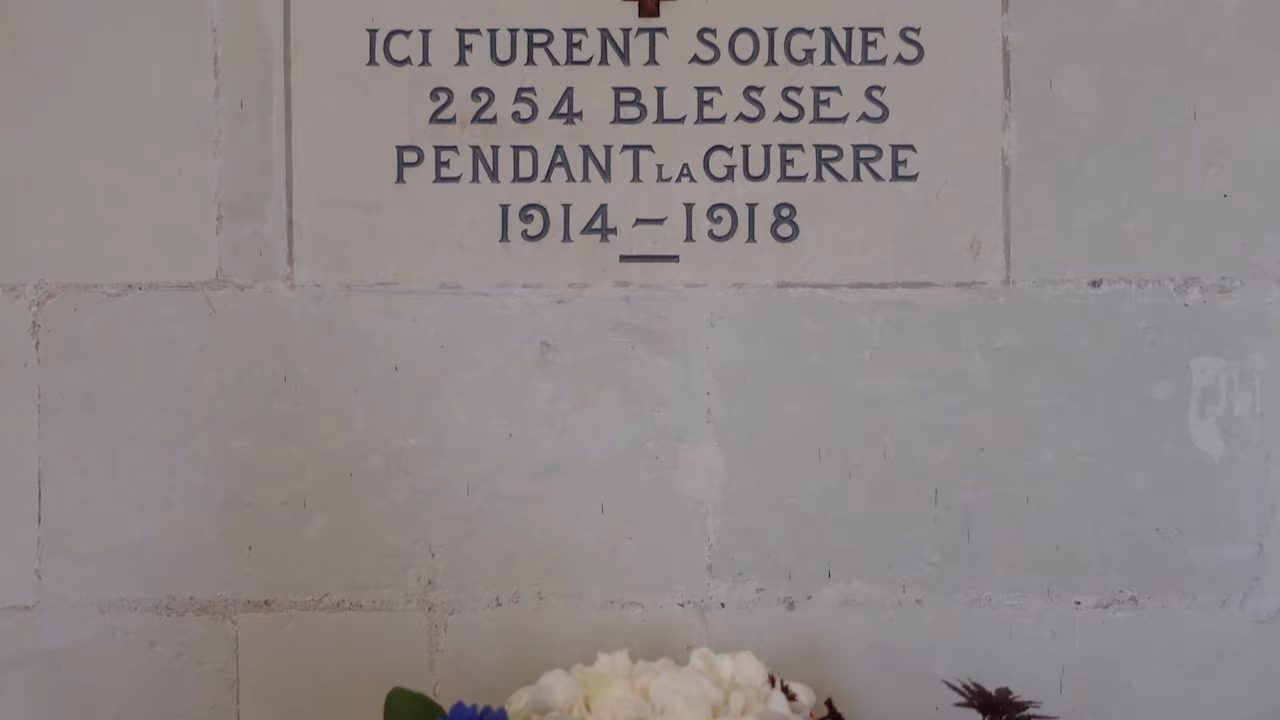 ICI FURENT SOIGNES
2254 BLESSES
PENDANT LA GUERRE
1914 – 1918